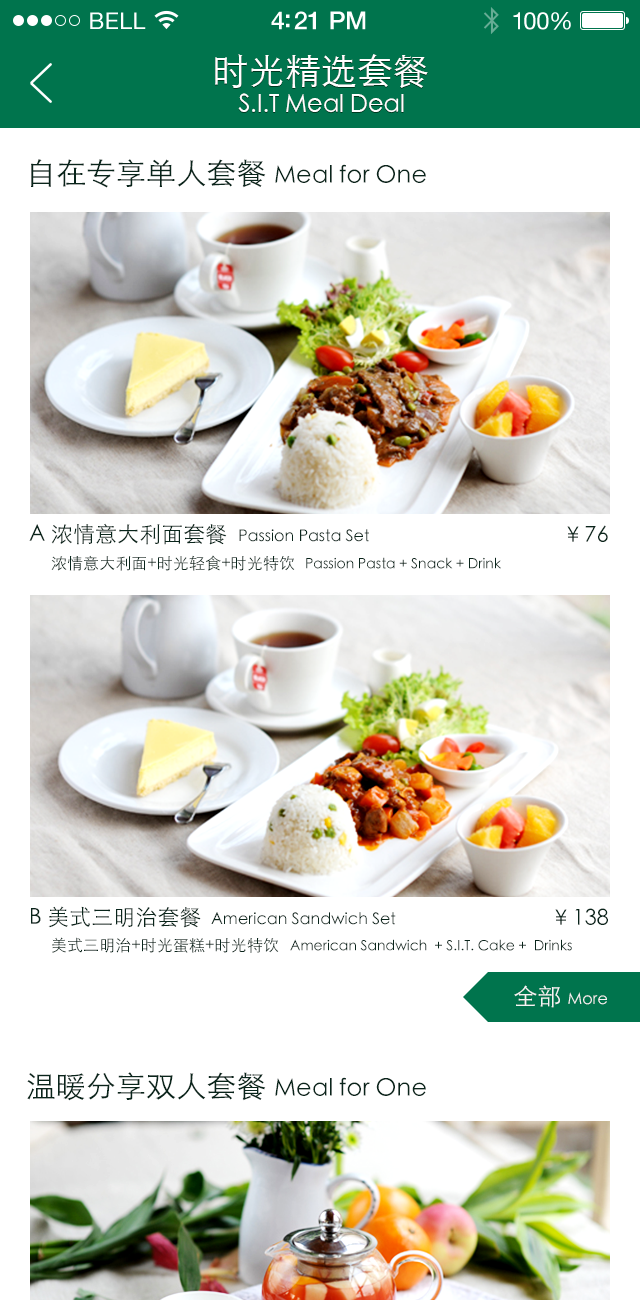 BELL 4:21 PM 100%
时光精选套餐
S.I.T Meal Deal
自在专享单人套餐 Meal for One
A 浓情意大利面套餐 Passion Pasta Set ¥76
浓情意大利面+时光轻食+时光特饮 Passion Pasta + Snack + Drink
B 美式三明治套餐 American Sandwich Set ¥138
美式三明治+时光蛋糕+时光特饮 American Sandwich + S.I.T. Cake + Drinks
全部 More
温暖分享双人套餐 Meal for One